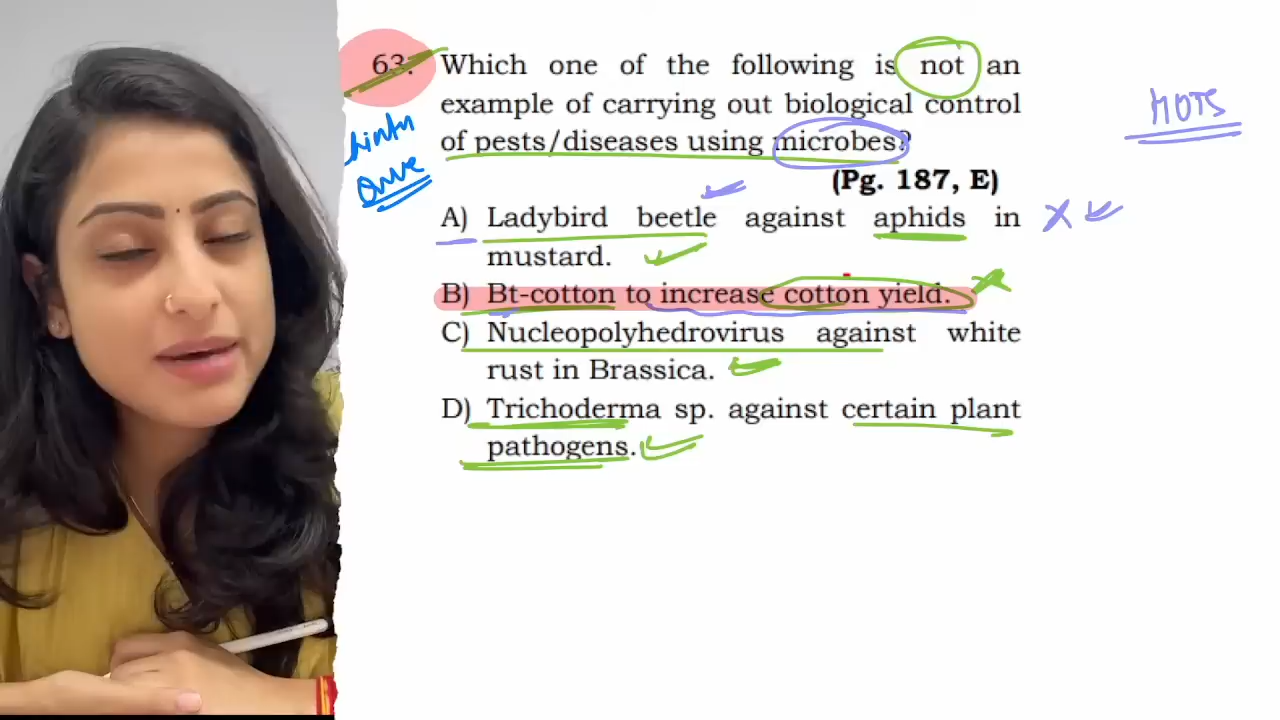 63. Which one of the following is not an
example of carrying out biological control
of pests/diseases using microbes?
(Pg. 187, E)
A) Ladybird beetle against aphids in
mustard.
B) Bt-cotton to increase cotton yield.
C) Nucleopolyhedrovirus against white
rust in Brassica.
D) Trichoderma sp. against certain plant
pathogens.
HOTS